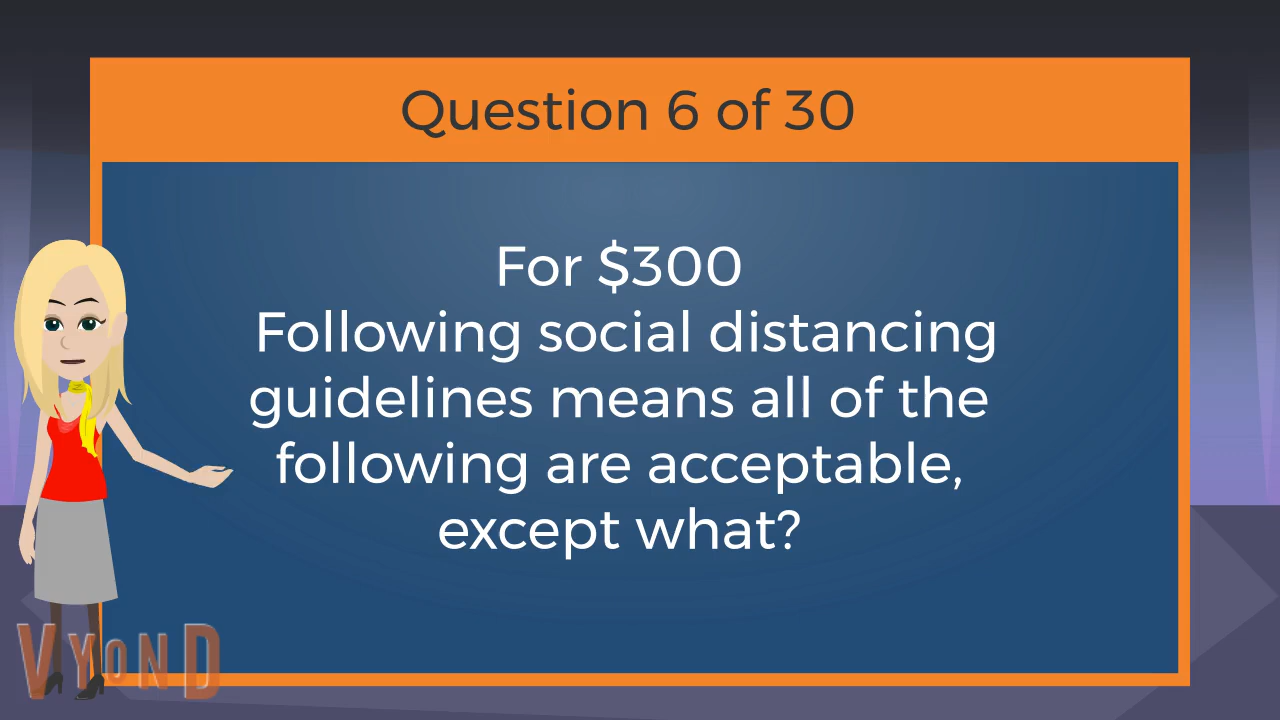 Question 6 of 30
For $300
Following social distancing
guidelines means all of the
following are acceptable,
except what?
VYOND